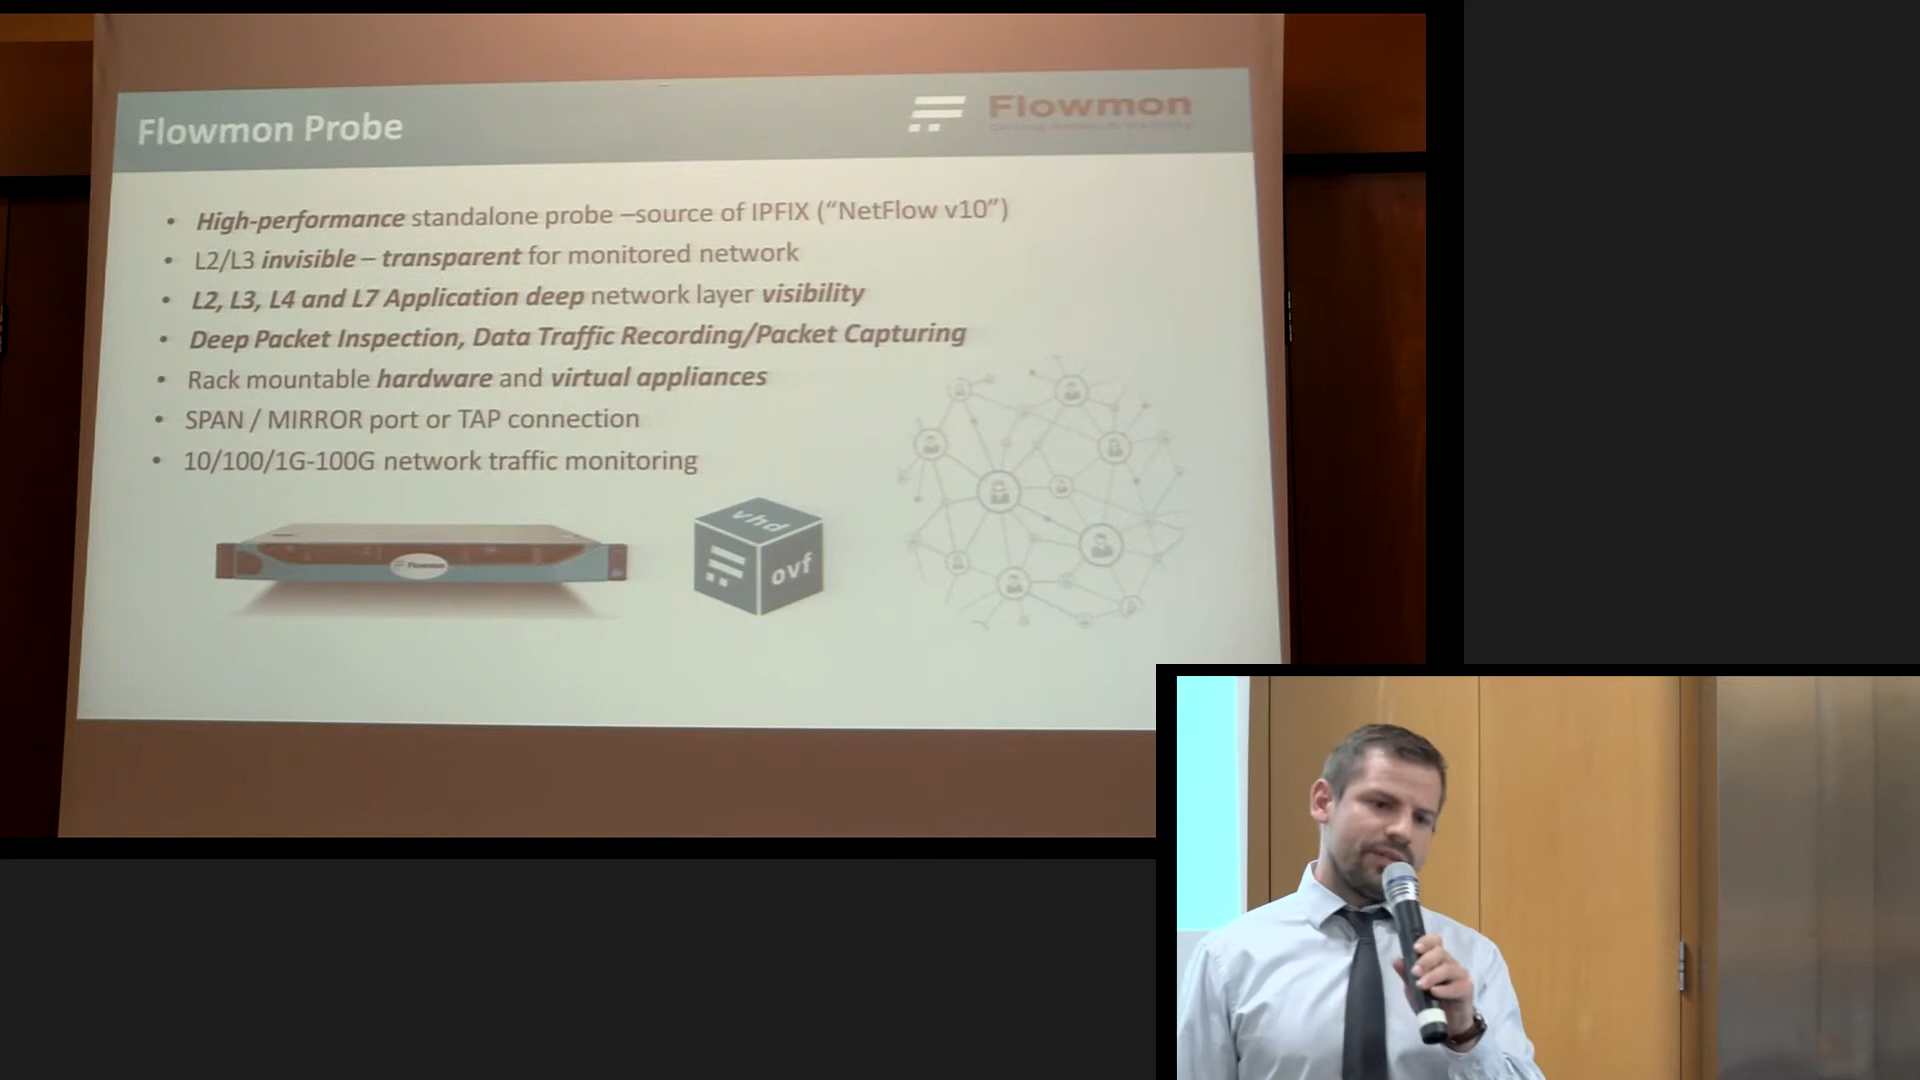 Flowmon Probe
Flowmon
• High-performance standalone probe –source of IPFIX (“NetFlow v10”)
• L2/L3 invisible – transparent for monitored network
• L2, L3, L4 and L7 Application deep network layer visibility
• Deep Packet Inspection, Data Traffic Recording/Packet Capturing
• Rack mountable hardware and virtual appliances
• SPAN / MIRROR port or TAP connection
• 10/100/1G-100G network traffic monitoring
Flowmon
vhd
ovf